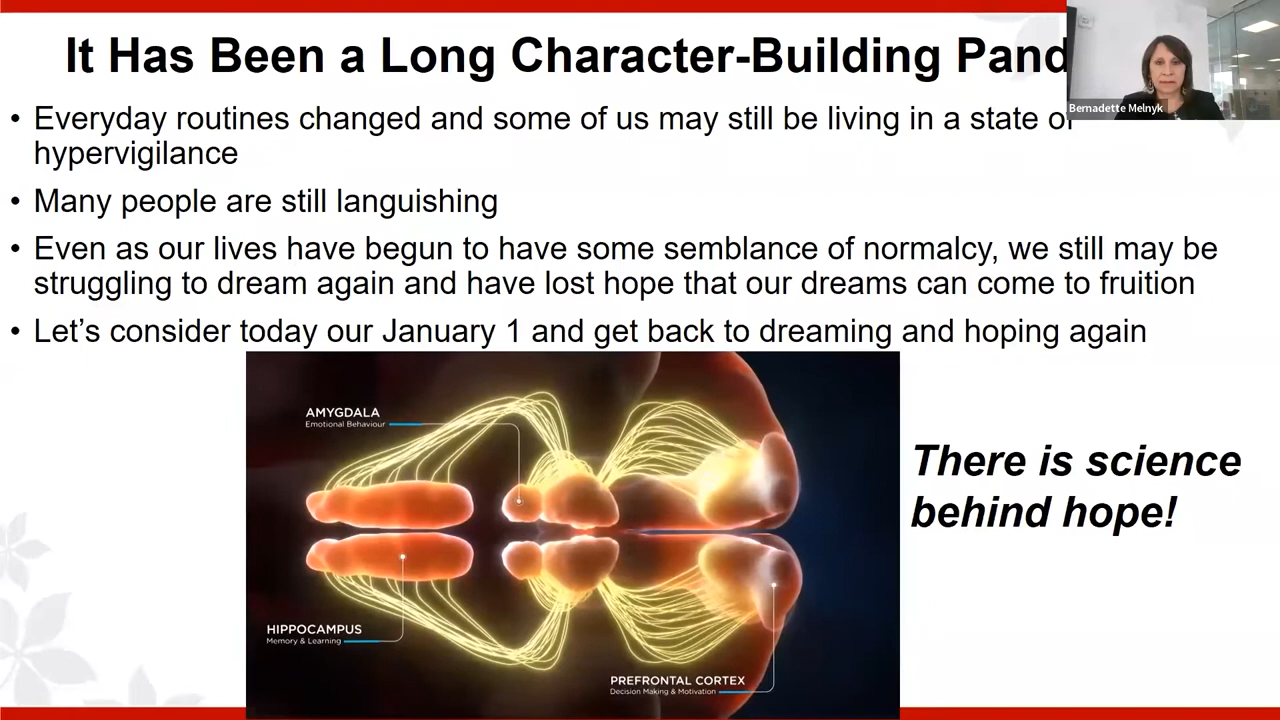 It Has Been a Long Character-Building Pand
Bernadette Melnyk
• Everyday routines changed and some of us may still be living in a state of
hypervigilance
• Many people are still languishing
• Even as our lives have begun to have some semblance of normalcy, we still may be
struggling to dream again and have lost hope that our dreams can come to fruition
• Let’s consider today our January 1 and get back to dreaming and hoping again
AMYGDALA
Emotional Behaviour
HIPPOCAMPUS
Memory & Learning
PREFRONTAL CORTEX
Decision Making & Motivation
There is science
behind hope!